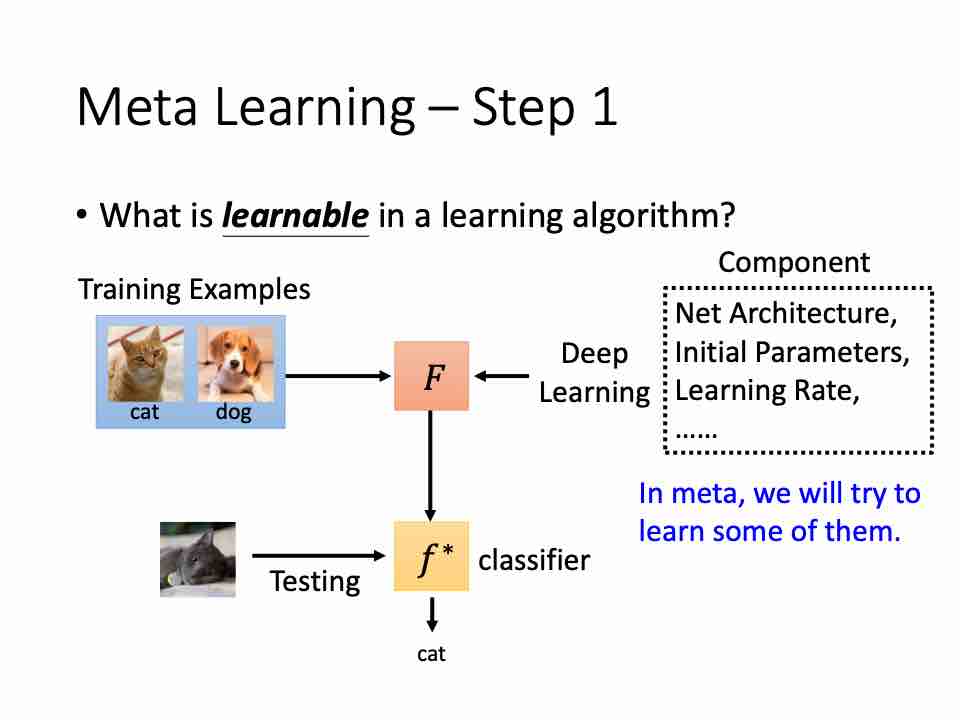 Meta Learning – Step 1
• What is learnable in a learning algorithm?
Component
Training Examples
cat
dog
F
Deep
Learning
Net Architecture,
Initial Parameters,
Learning Rate,
……
In meta, we will try to
learn some of them.
Testing
f*
classifier
cat